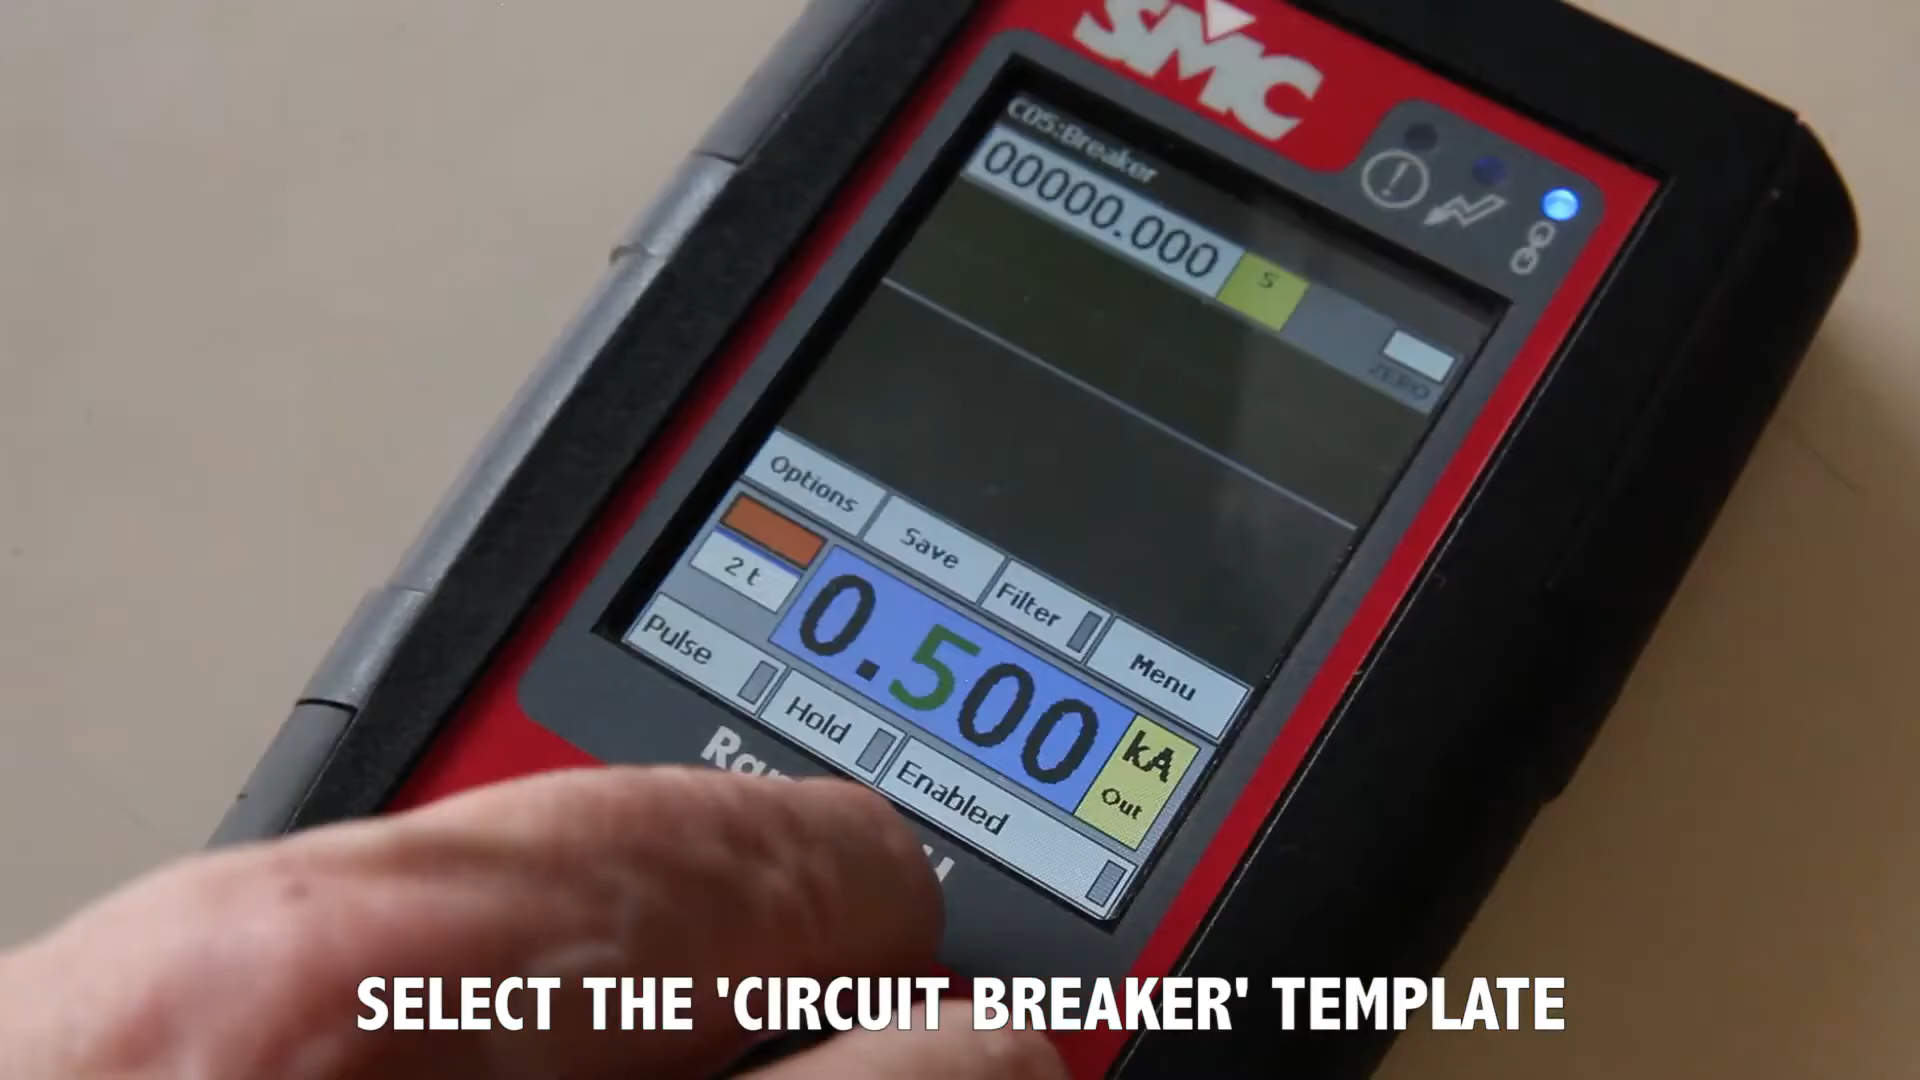 SMC
C05:Breaker
00000.000 s
ZERO
Options Save Filter Menu
2 t
0.500 kA
Out
Pulse Hold Enabled
SELECT THE 'CIRCUIT BREAKER' TEMPLATE